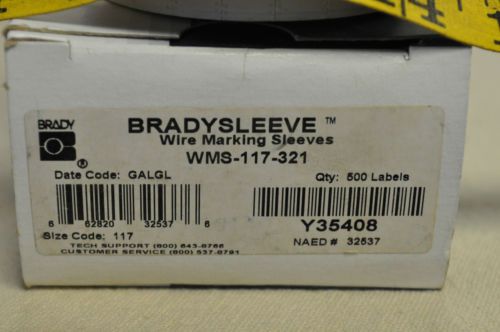 BRADY
BRADYSLEEVE™
Wire Marking Sleeves
WMS-117-321
®
Date Code: GALGL
Qty: 500 Labels
6 62820 32537 6
Y35408
Size Code: 117
NAED # 32537
TECH SUPPORT (800) 643-8766
CUSTOMER SERVICE (800) 537-8791